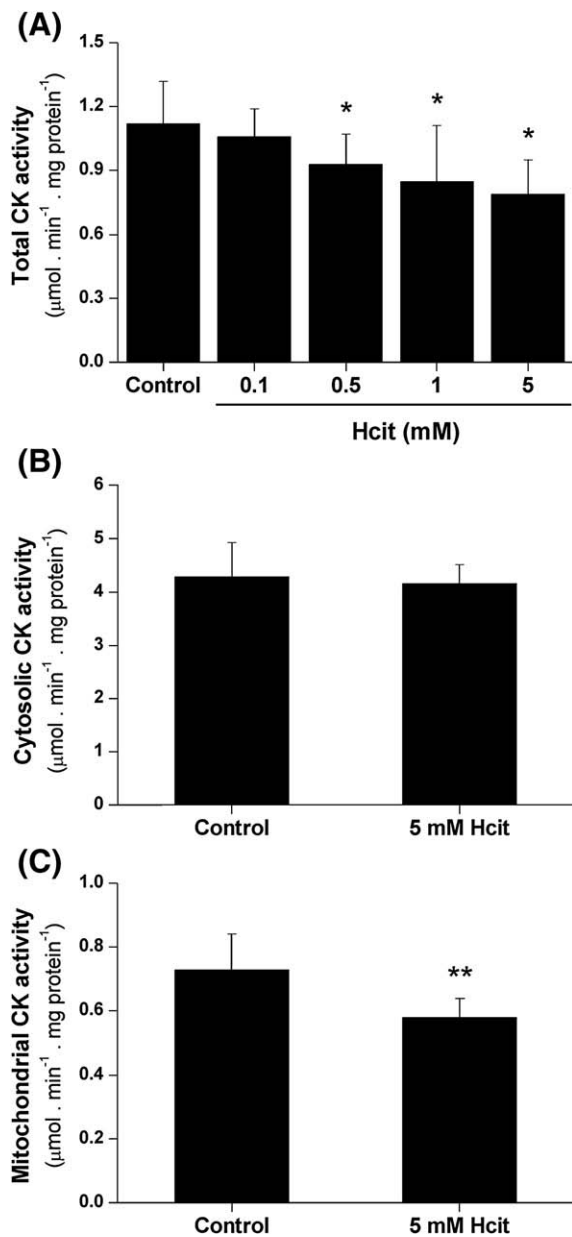 (A)
Total CK activity
(μmol . min⁻¹ . mg protein⁻¹)
1.5
1.2
0.9
0.6
0.3
0.0
*
*
*
Control
0.1
0.5
1
5
Hcit (mM)
(B)
Cytosolic CK activity
(μmol . min⁻¹ . mg protein⁻¹)
6
5
4
3
2
1
0
Control
5 mM Hcit
(C)
Mitochondrial CK activity
(μmol . min⁻¹ . mg protein⁻¹)
1.0
0.8
0.6
0.4
0.2
0.0
**
Control
5 mM Hcit